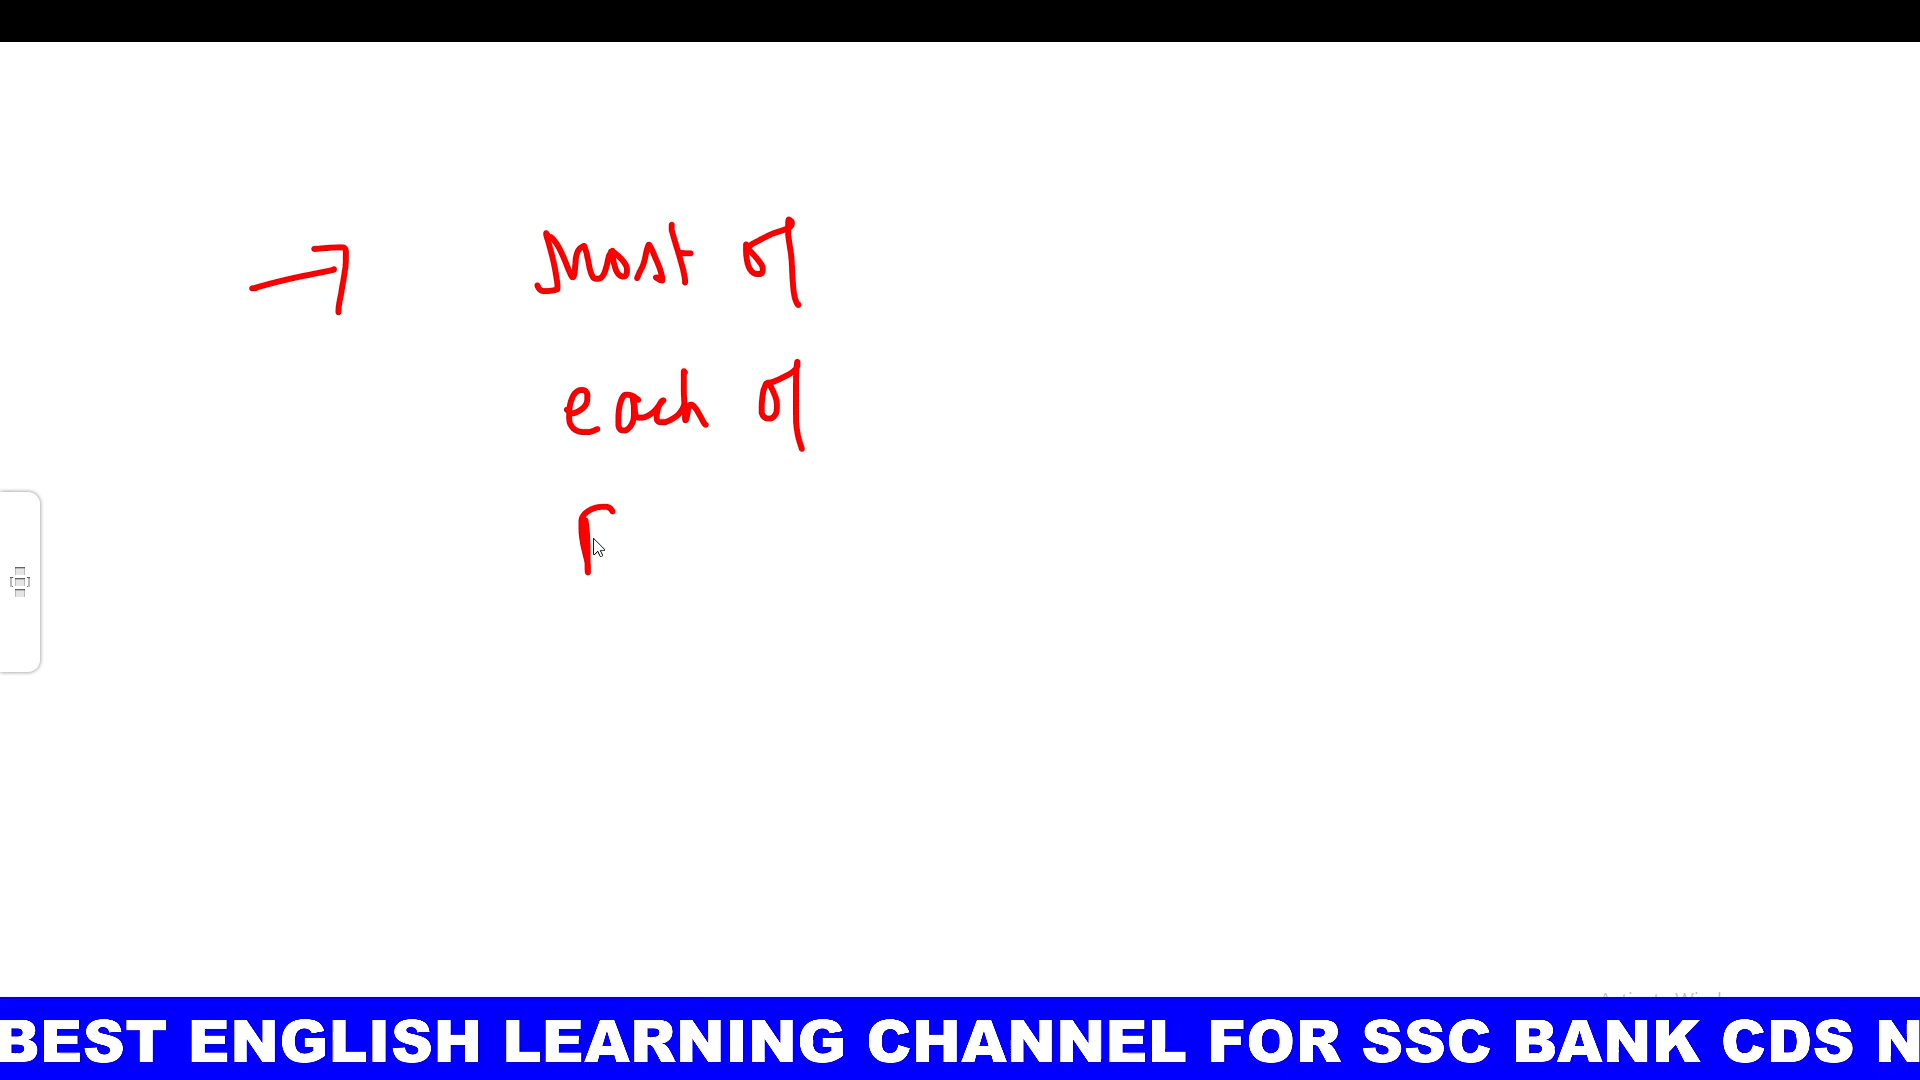 Most of
each of
BEST ENGLISH LEARNING CHANNEL FOR SSC BANK CDS N